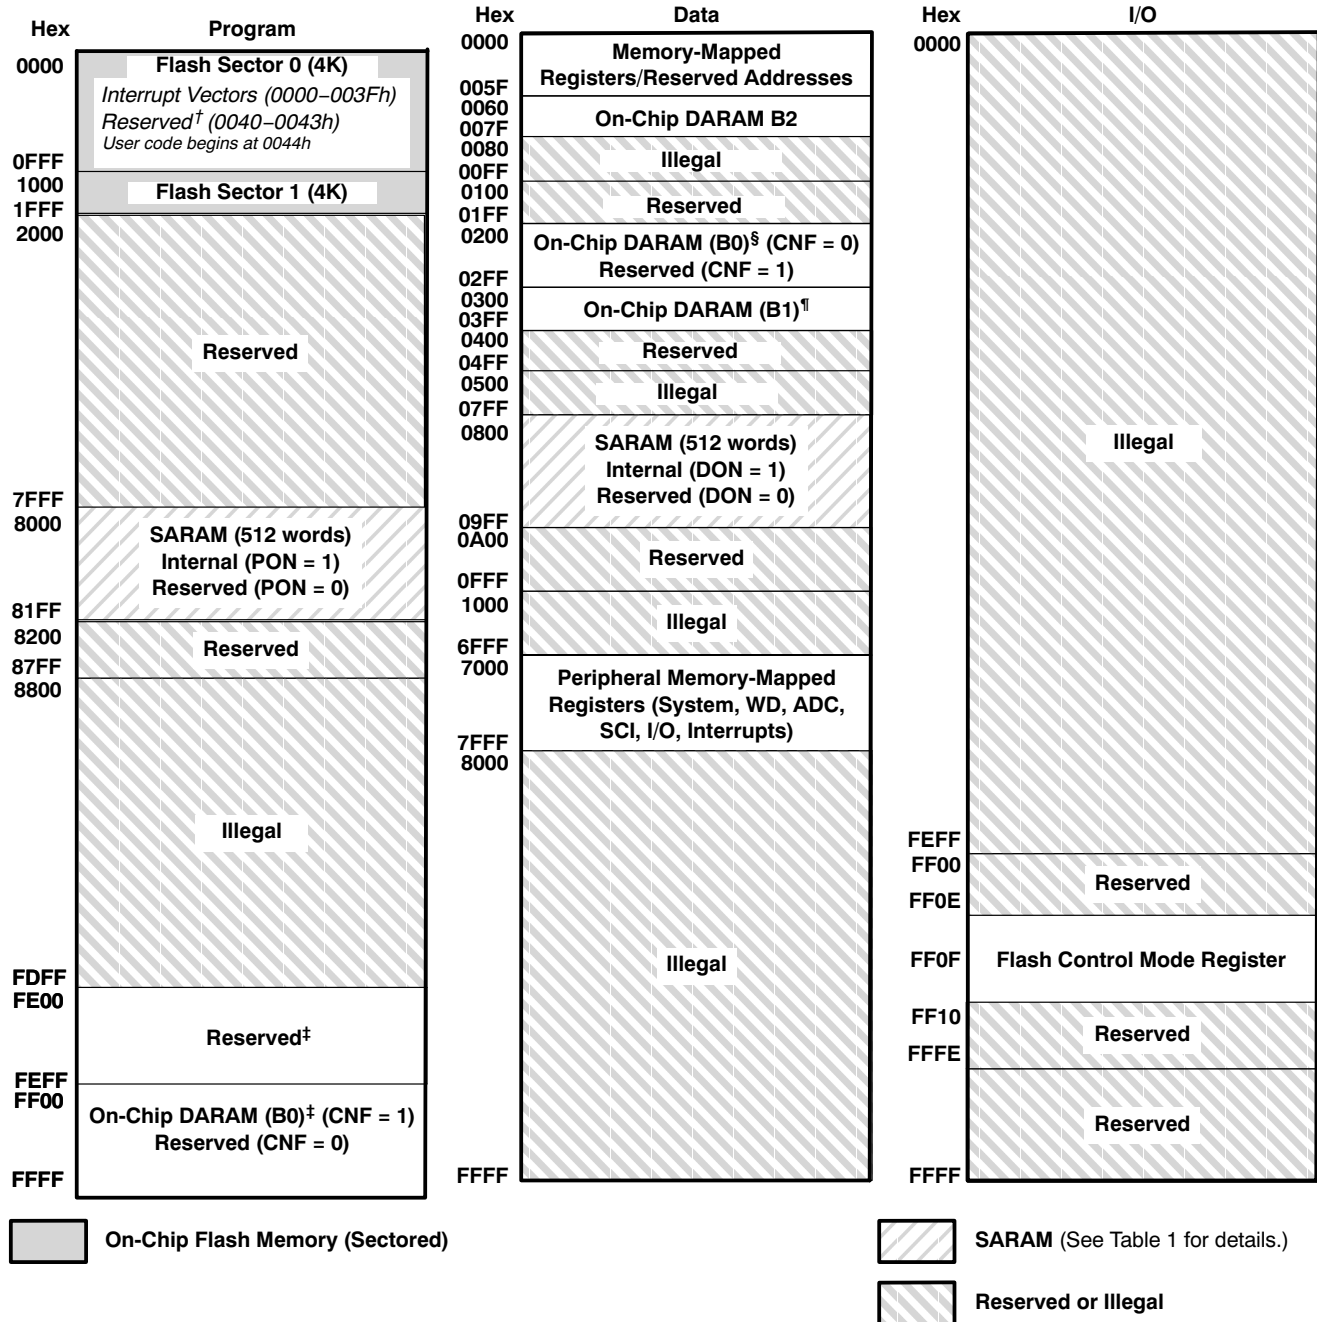 Hex Program
0000
Flash Sector 0 (4K)
Interrupt Vectors (0000–003Fh)
Reserved† (0040–0043h)
User code begins at 0044h
0FFF
1000
Flash Sector 1 (4K)
1FFF
2000
Reserved
7FFF
8000
SARAM (512 words)
Internal (PON = 1)
Reserved (PON = 0)
81FF
8200
Reserved
87FF
8800
Illegal
FDFF
FE00
Reserved‡
FEFF
FF00
On-Chip DARAM (B0)‡ (CNF = 1)
Reserved (CNF = 0)
FFFF
Hex Data
0000
Memory-Mapped
Registers/Reserved Addresses
005F
0060
On-Chip DARAM B2
007F
0080
Illegal
00FF
0100
Reserved
01FF
0200
On-Chip DARAM (B0)§ (CNF = 0)
Reserved (CNF = 1)
02FF
0300
On-Chip DARAM (B1)¶
03FF
0400
Reserved
04FF
0500
Illegal
07FF
0800
SARAM (512 words)
Internal (DON = 1)
Reserved (DON = 0)
09FF
0A00
Reserved
0FFF
1000
Illegal
6FFF
7000
Peripheral Memory-Mapped
Registers (System, WD, ADC,
SCI, I/O, Interrupts)
7FFF
8000
Illegal
FFFF
Hex I/O
0000
Illegal
FEFF
FF00
Reserved
FF0E
FF0F Flash Control Mode Register
FF10
Reserved
FFFE
Reserved
FFFF
On-Chip Flash Memory (Sectored)
SARAM (See Table 1 for details.)
Reserved or Illegal